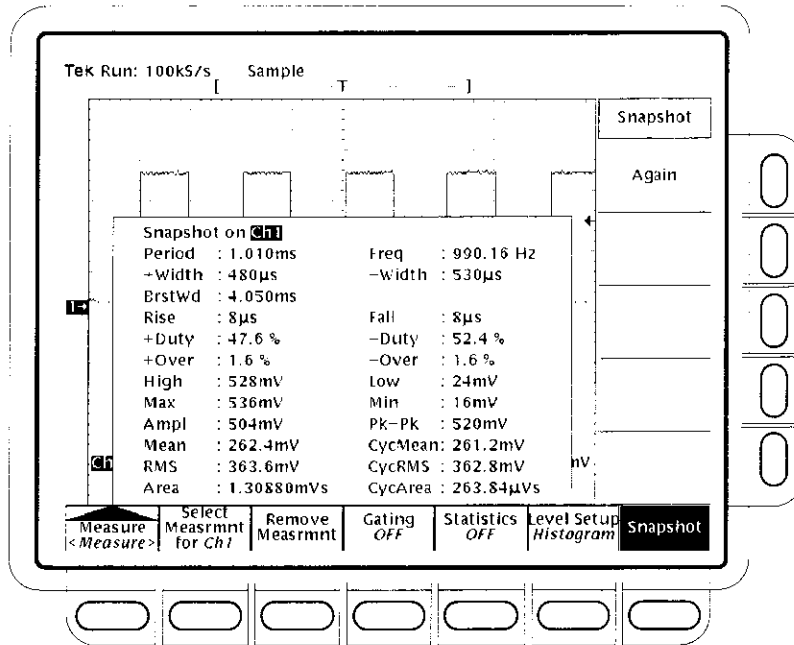 Tek Run: 100kS/s Sample
[ T ]
Snapshot
Again
Snapshot on Ch1
Period : 1.010ms Freq : 990.16 Hz
+Width : 480µs −Width : 530µs
BrstWd : 4.050ms
1→
Rise : 8µs Fall : 8µs
+Duty : 47.6 % −Duty : 52.4 %
+Over : 1.6 % −Over : 1.6 %
High : 528mV Low : 24mV
Max : 536mV Min : 16mV
Ampl : 504mV Pk−Pk : 520mV
Mean : 262.4mV CycMean: 261.2mV
Ch RMS : 363.6mV CycRMS : 362.8mV mV
Area : 1.30880mVs CycArea : 263.84µVs
Measure <Measure>
Select Measrmnt for Ch1
Remove Measrmnt
Gating OFF
Statistics OFF
Level Setup Histogram
Snapshot